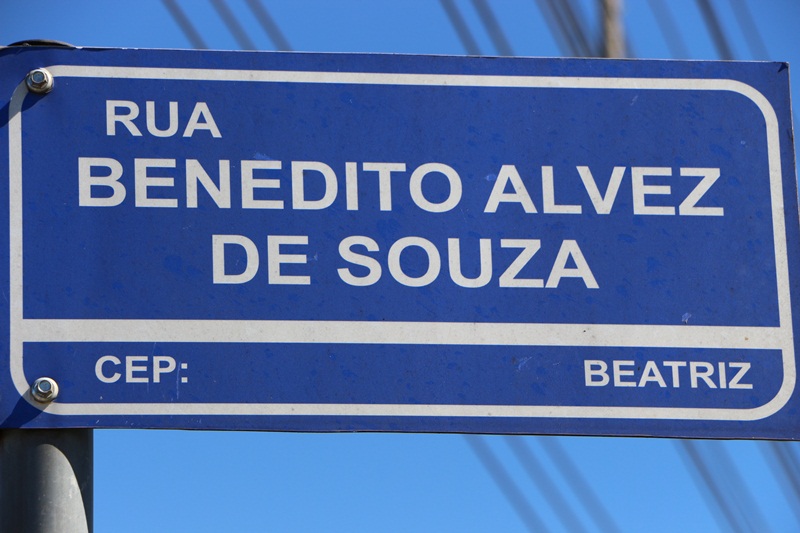 RUA
BENEDITO ALVEZ
DE SOUZA
CEP: BEATRIZ